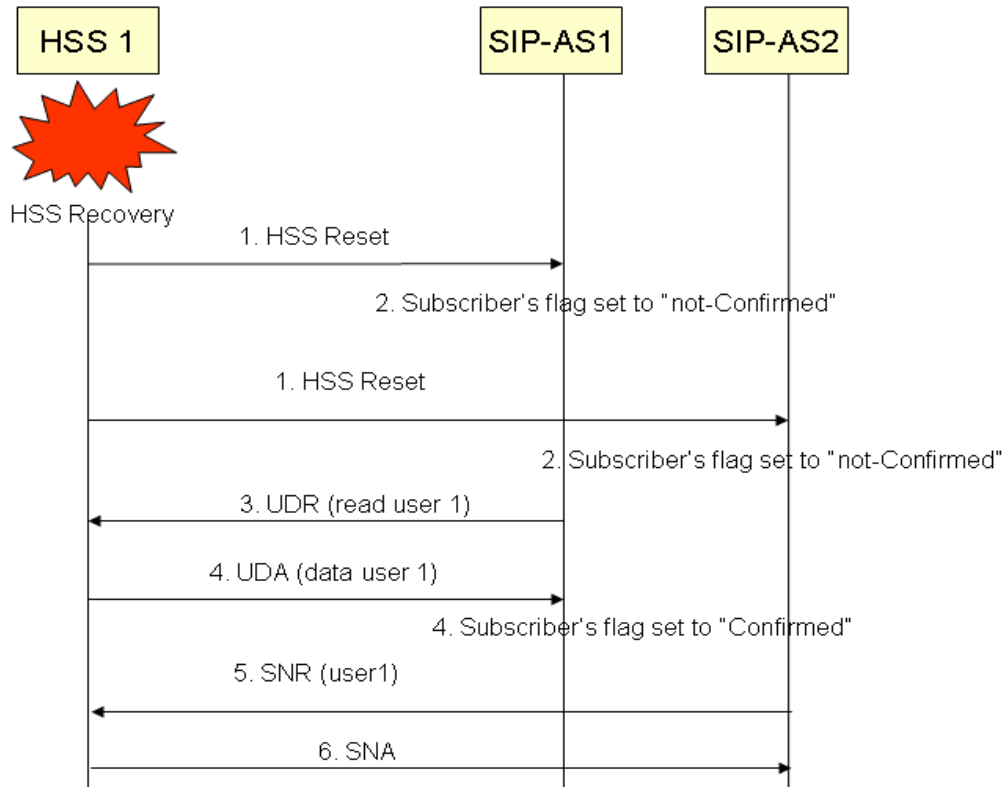 HSS 1
SIP-AS1
SIP-AS2
HSS Recovery
1. HSS Reset
2. Subscriber's flag set to "not-Confirmed"
1. HSS Reset
2. Subscriber's flag set to "not-Confirmed"
3. UDR (read user 1)
4. UDA (data user 1)
4. Subscriber's flag set to "Confirmed"
5. SNR (user1)
6. SNA